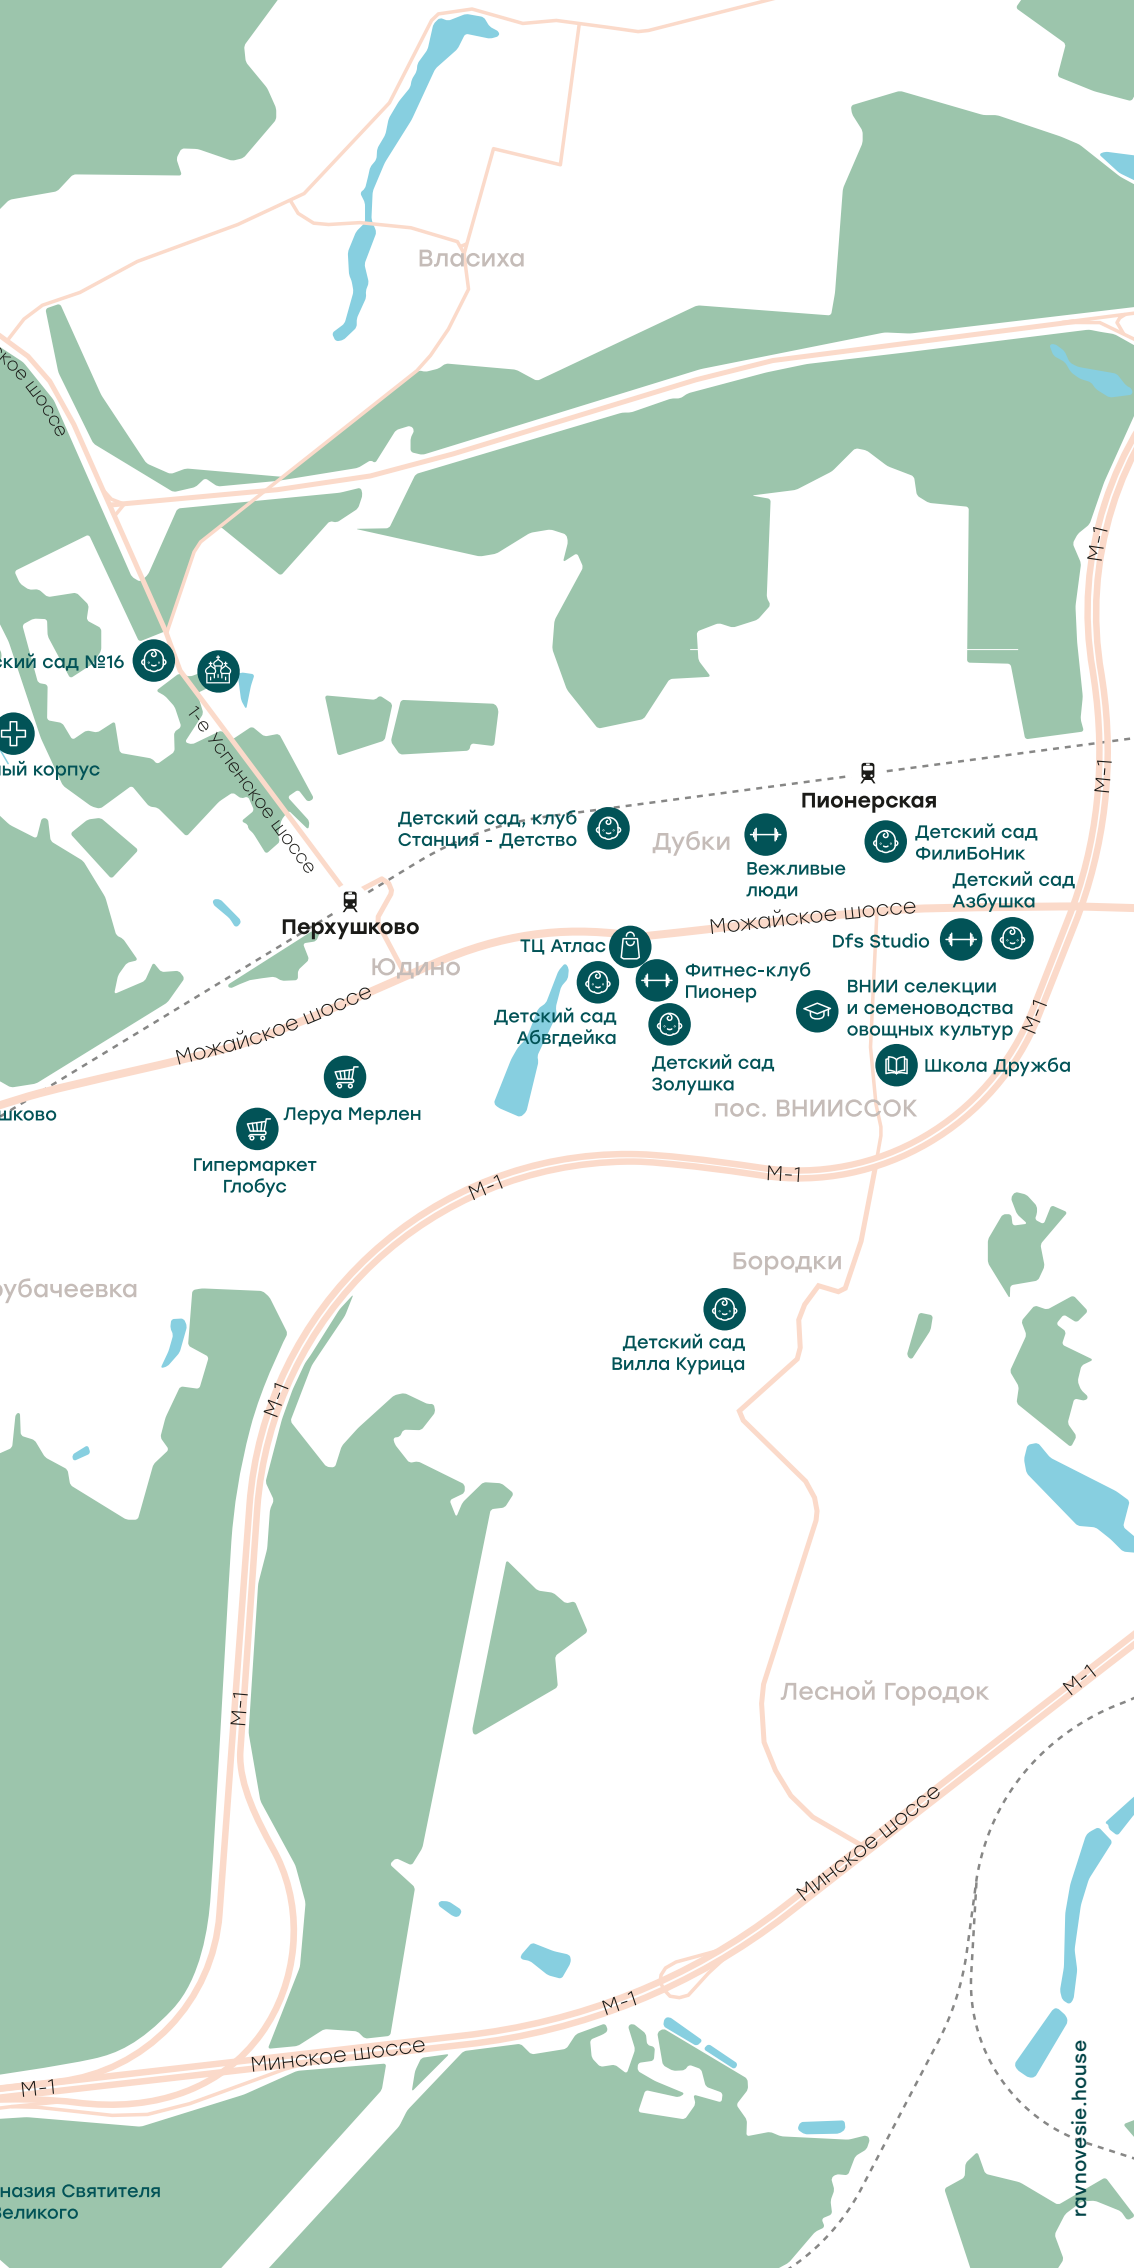 Власиха
ское шоссе
М-1
ский сад №16
1-е Успенское шоссе
ый корпус
М-1
Пионерская
Детский сад, клуб
Станция - Детство
Дубки
Вежливые
люди
Детский сад
ФилиБоНик
Детский сад
Азбушка
Перхушково
Можайское шоссе
Dfs Studio
ТЦ Атлас
Юдино
Фитнес-клуб
Пионер
ВНИИ селекции
и семеноводства
овощных культур
М-1
Можайское шоссе
Детский сад
Абвгдейка
Детский сад
Золушка
Школа Дружба
шково
Леруа Мерлен
пос. ВНИИССОК
Гипермаркет
Глобус
М-1
М-1
Бородки
убачеевка
Детский сад
Вилла Курица
М-1
М-1
Лесной Городок
М-1
Минское шоссе
М-1
Минское шоссе
М-1
ravnovesie.house
назия Святителя
Великого